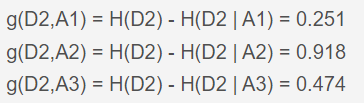 g(D2,A1) = H(D2) - H(D2 | A1) = 0.251
g(D2,A2) = H(D2) - H(D2 | A2) = 0.918
g(D2,A3) = H(D2) - H(D2 | A3) = 0.474